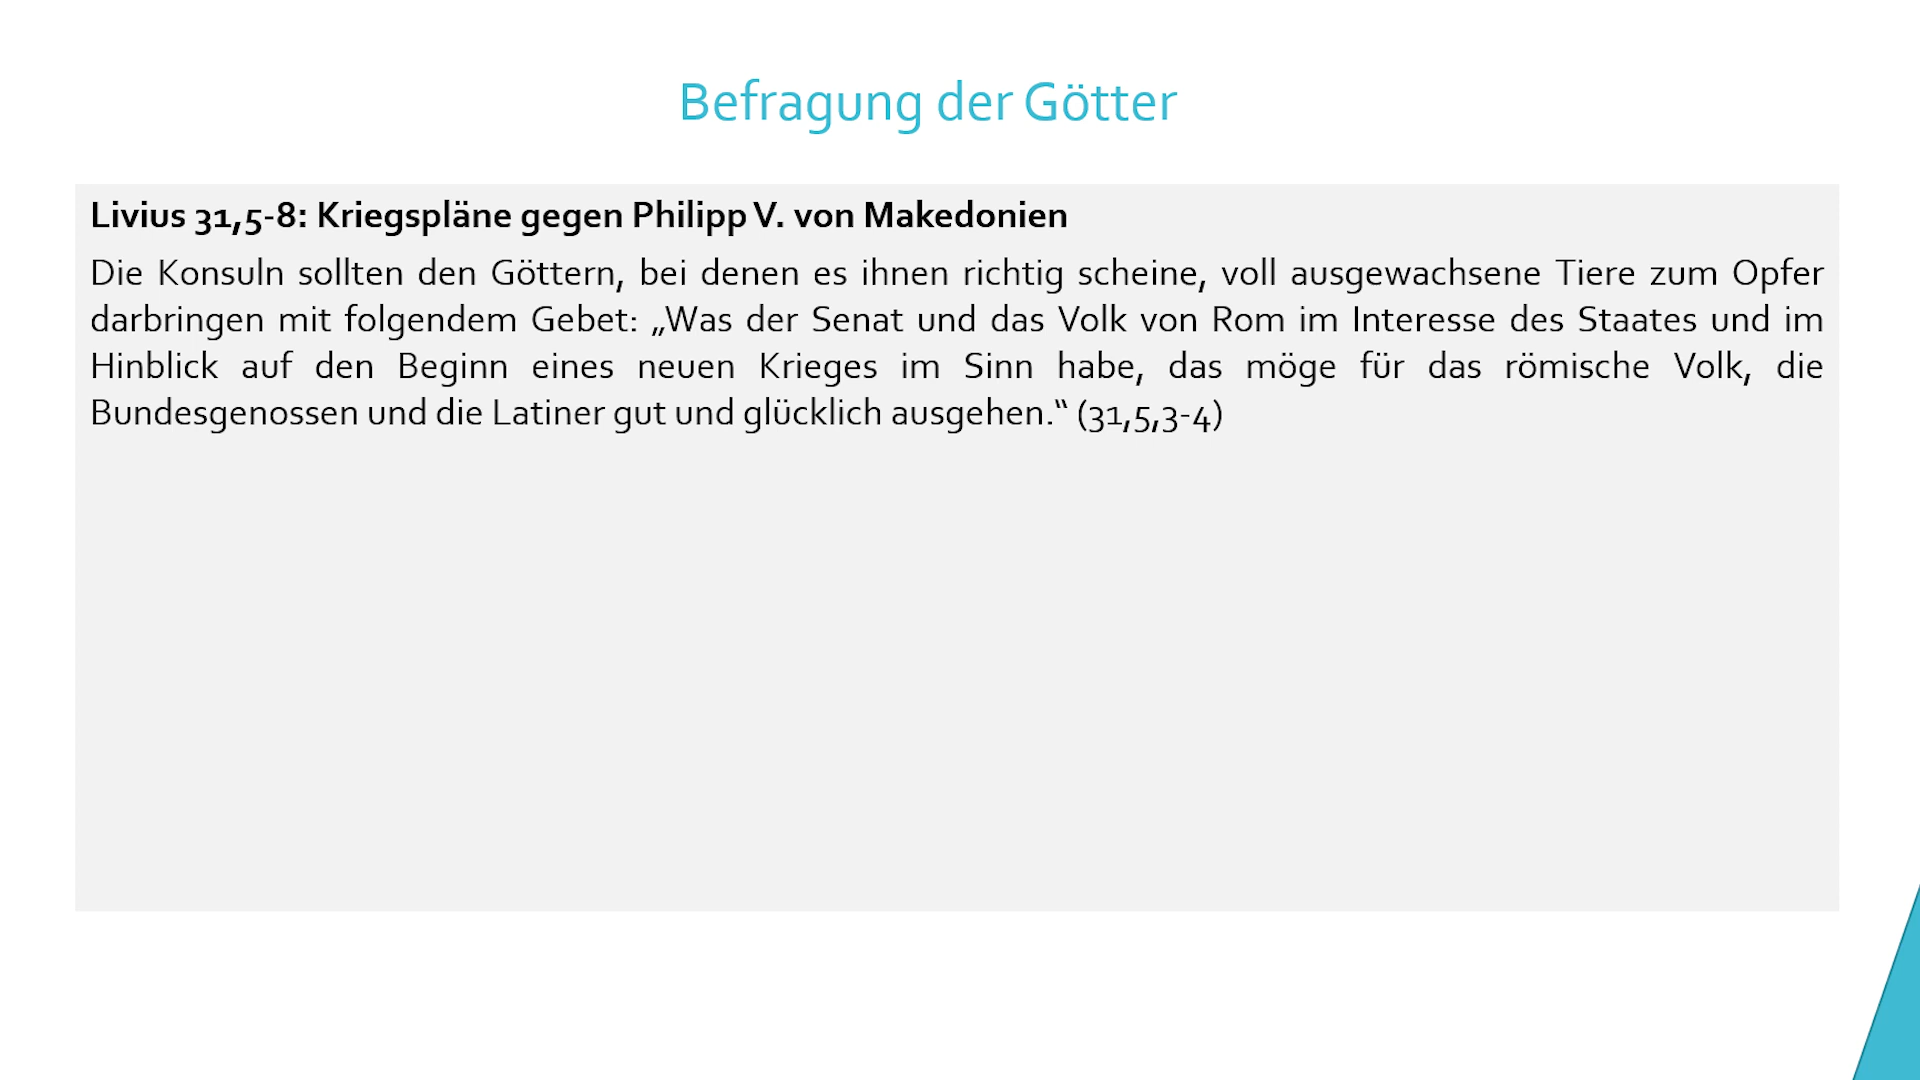 Befragung der Götter
Livius 31,5-8: Kriegspläne gegen Philipp V. von Makedonien
Die Konsuln sollten den Göttern, bei denen es ihnen richtig scheine, voll ausgewachsene Tiere zum Opfer
darbringen mit folgendem Gebet: „Was der Senat und das Volk von Rom im Interesse des Staates und im
Hinblick auf den Beginn eines neuen Krieges im Sinn habe, das möge für das römische Volk, die
Bundesgenossen und die Latiner gut und glücklich ausgehen.“ (31,5,3-4)